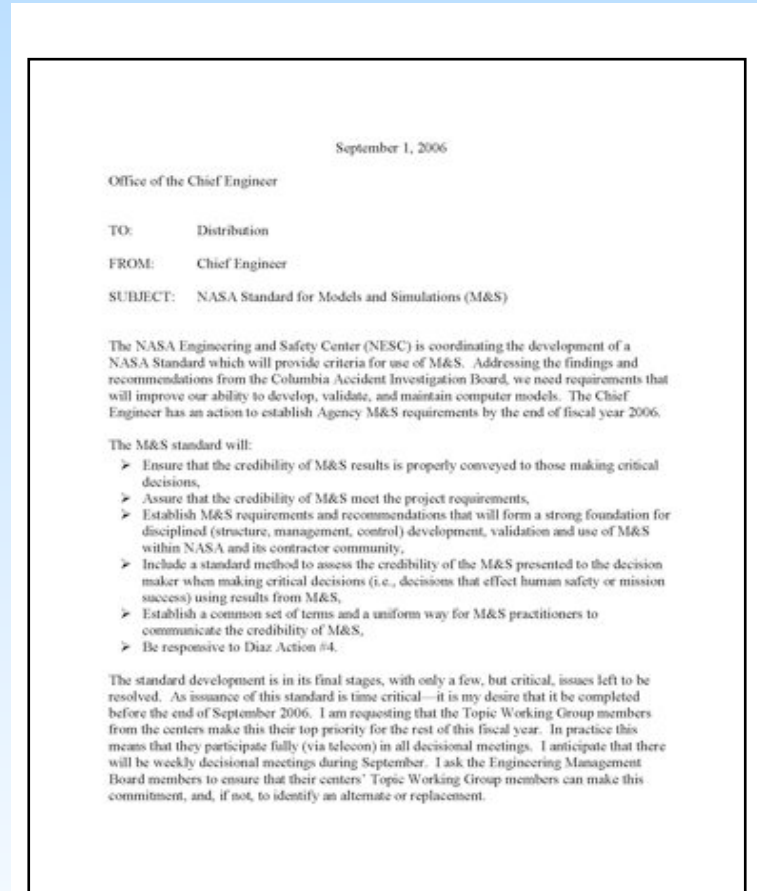 September 1, 2006
Office of the Chief Engineer
TO: Distribution
FROM: Chief Engineer
SUBJECT: NASA Standard for Models and Simulations (M&S)
The NASA Engineering and Safety Center (NESC) is coordinating the development of a
NASA Standard which will provide criteria for use of M&S. Addressing the findings and
recommendations from the Columbia Accident Investigation Board, we need requirements that
will improve our ability to develop, validate, and maintain computer models. The Chief
Engineer has an action to establish Agency M&S requirements by the end of fiscal year 2006.
The M&S standard will:
➢ Ensure that the credibility of M&S results is properly conveyed to those making critical
decisions,
➢ Assure that the credibility of M&S meet the project requirements,
➢ Establish M&S requirements and recommendations that will form a strong foundation for
disciplined (structure, management, control) development, validation and use of M&S
within NASA and its contractor community,
➢ Include a standard method to assess the credibility of the M&S presented to the decision
maker when making critical decisions (i.e., decisions that effect human safety or mission
success) using results from M&S,
➢ Establish a common set of terms and a uniform way for M&S practitioners to
communicate the credibility of M&S,
➢ Be responsive to Diaz Action #4.
The standard development is in its final stages, with only a few, but critical, issues left to be
resolved. As issuance of this standard is time critical—it is my desire that it be completed
before the end of September 2006. I am requesting that the Topic Working Group members
from the centers make this their top priority for the rest of this fiscal year. In practice this
means that they participate fully (via telecon) in all decisional meetings. I anticipate that there
will be weekly decisional meetings during September. I ask the Engineering Management
Board members to ensure that their centers' Topic Working Group members can make this
commitment, and, if not, to identify an alternate or replacement.